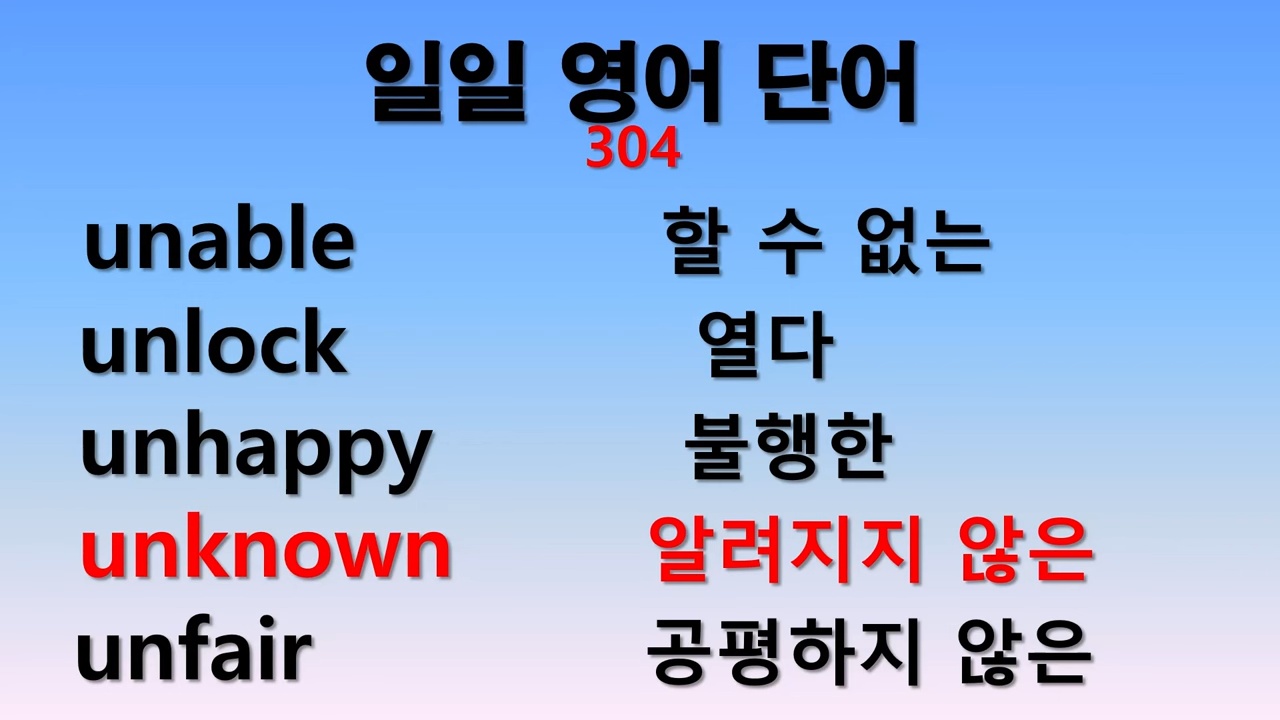 일일 영어 단어
304
unable 할 수 없는
unlock 열다
unhappy 불행한
unknown 알려지지 않은
unfair 공평하지 않은